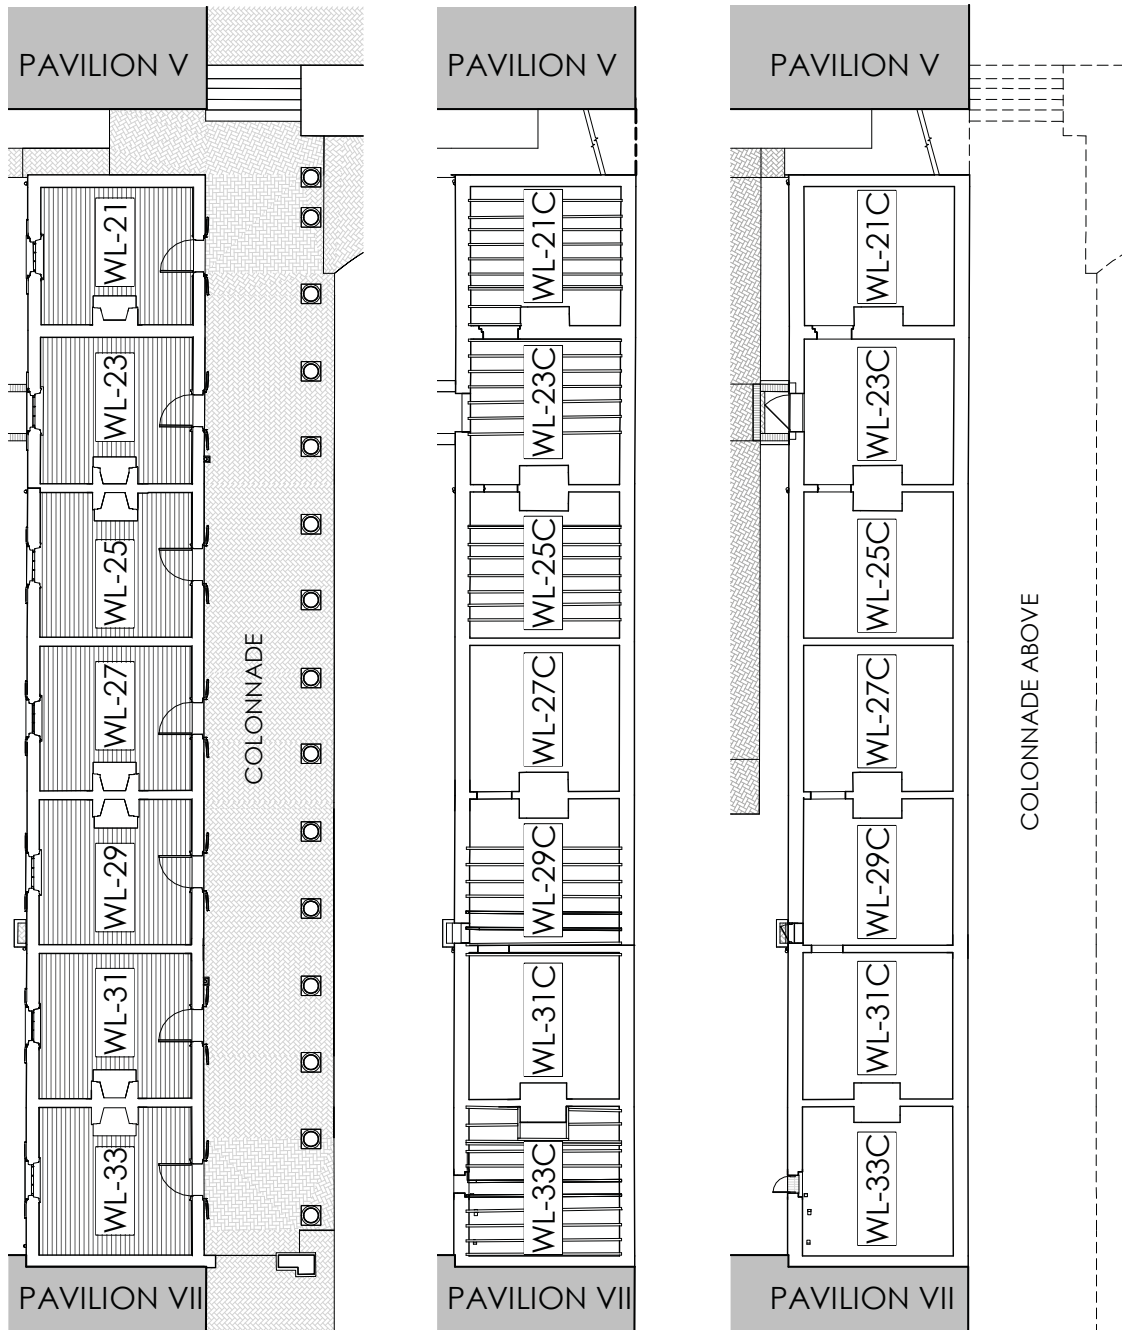 PAVILION V
WL-21
WL-23
WL-25
WL-27
WL-29
WL-31
WL-33
COLONNADE
PAVILION VII
PAVILION V
WL-21C
WL-23C
WL-25C
WL-27C
WL-29C
WL-31C
WL-33C
PAVILION VII
PAVILION V
WL-21C
WL-23C
WL-25C
WL-27C
WL-29C
WL-31C
WL-33C
COLONNADE ABOVE
PAVILION VII